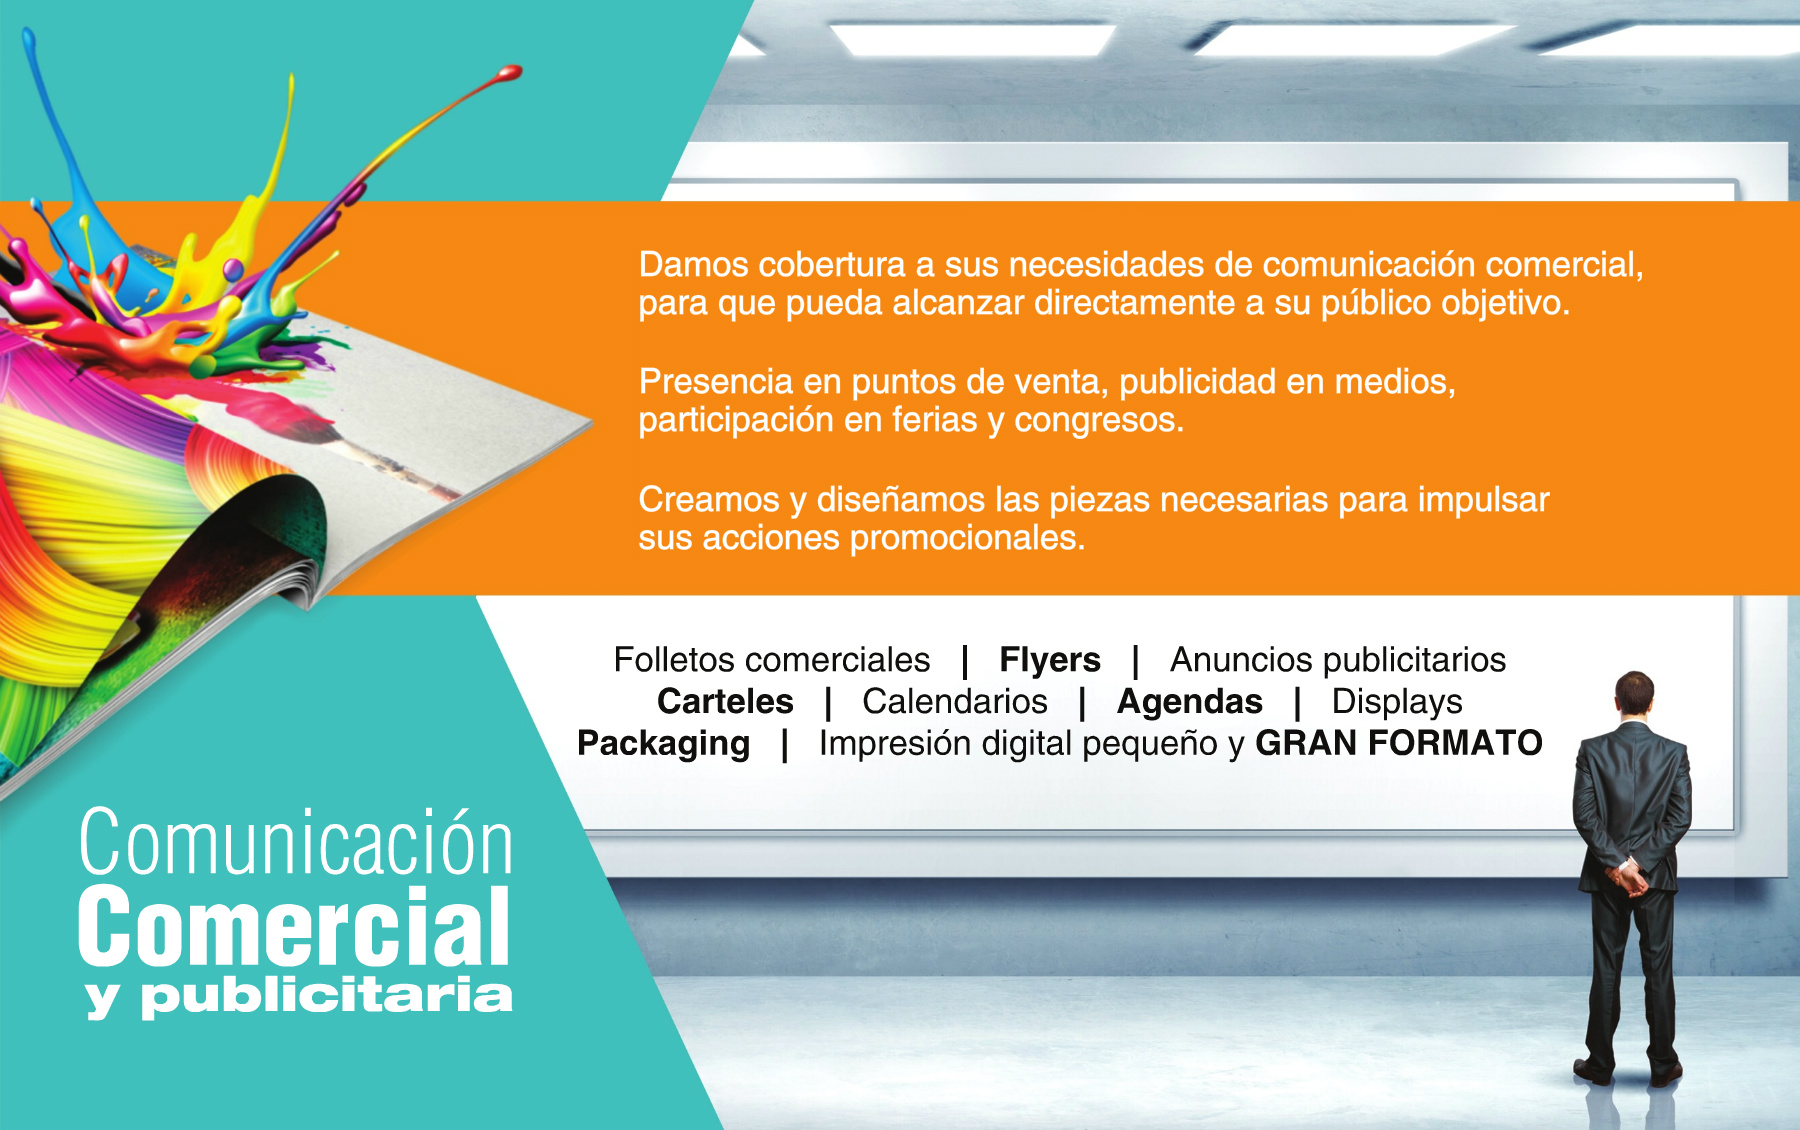 Damos cobertura a sus necesidades de comunicación comercial,
para que pueda alcanzar directamente a su público objetivo.
Presencia en puntos de venta, publicidad en medios,
participación en ferias y congresos.
Creamos y diseñamos las piezas necesarias para impulsar
sus acciones promocionales.
Folletos comerciales | Flyers | Anuncios publicitarios
Carteles | Calendarios | Agendas | Displays
Packaging | Impresión digital pequeño y GRAN FORMATO
Comunicación
Comercial
y publicitaria